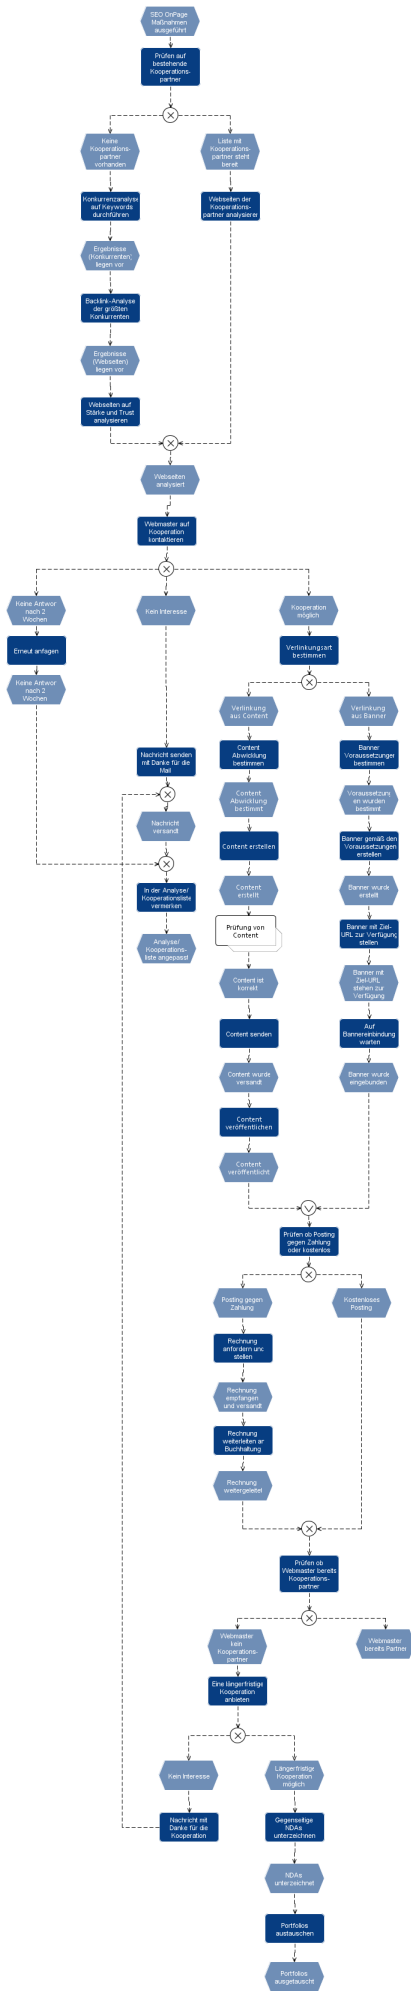 SEO OnPage
Maßnahmen
ausgeführt
Prüfen auf
bestehende
Kooperations-
partner
Keine
Kooperations-
partner
vorhanden
Liste mit
Kooperations-
partner steht
bereit
Konkurrenzanalyse
auf Keywords
durchführen
Webseiten der
Kooperations-
partner analysieren
Ergebnisse
(Konkurrenten)
liegen vor
Backlink-Analyse
der größten
Konkurrenten
Ergebnisse
(Webseiten)
liegen vor
Webseiten auf
Stärke und Trust
analysieren
Webseiten
analysiert
Webmaster auf
Kooperation
kontaktieren
Keine Antwor
nach 2
Wochen
Kein Interesse
Kooperation
möglich
Erneut anfagen
Verlinkungsart
bestimmen
Keine Antwor
nach 2
Wochen
Verlinkung
aus Content
Verlinkung
aus Banner
Nachricht senden
mit Danke für die
Mail
Content
Abwicklung
bestimmen
Banner
Voraussetzungen
bestimmen
Content
Abwicklung
bestimmt
Voraussetzung
en wurden
bestimmt
Nachricht
versandt
Content erstellen
Banner gemäß den
Voraussetzungen
erstellen
In der Analyse/
Kooperationsliste
vermerken
Content
erstellt
Banner wurde
erstellt
Analyse/
Kooperations-
liste angepasst
Prüfung von
Content
Banner mit Ziel-
URL zur Verfügung
stellen
Content ist
korrekt
Banner mit
Ziel-URL
stehen zur
Verfügung
Content senden
Auf
Bannereinbindung
warten
Content wurde
versandt
Banner wurde
eingebunden
Content
veröffentlichen
Content
veröffentlicht
Prüfen ob Posting
gegen Zahlung
oder kostenlos
Posting gegen
Zahlung
Kostenloses
Posting
Rechnung
anfordern und
stellen
Rechnung
empfangen
und versandt
Rechnung
weiterleiten an
Buchhaltung
Rechnung
weitergeleitet
Prüfen ob
Webmaster bereits
Kooperations-
partner
Webmaster
kein
Kooperations-
partner
Webmaster
bereits Partner
Eine längerfristige
Kooperation
anbieten
Kein Interesse
Längerfristige
Kooperation
möglich
Nachricht mit
Danke für die
Kooperation
Gegenseitige
NDAs
unterzeichnen
NDAs
unterzeichnet
Portfolios
austauschen
Portfolios
ausgetauscht